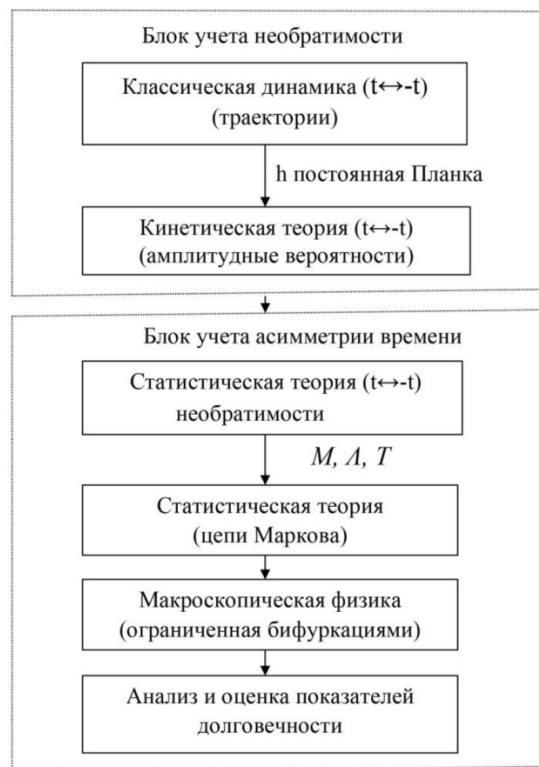 Блок учета необратимости
Классическая динамика (t↔-t)
(траектории)
h постоянная Планка
Кинетическая теория (t↔-t)
(амплитудные вероятности)
Блок учета асимметрии времени
Статистическая теория (t↔-t)
необратимости
M, Λ, T
Статистическая теория
(цепи Маркова)
Макроскопическая физика
(ограниченная бифуркациями)
Анализ и оценка показателей
долговечности